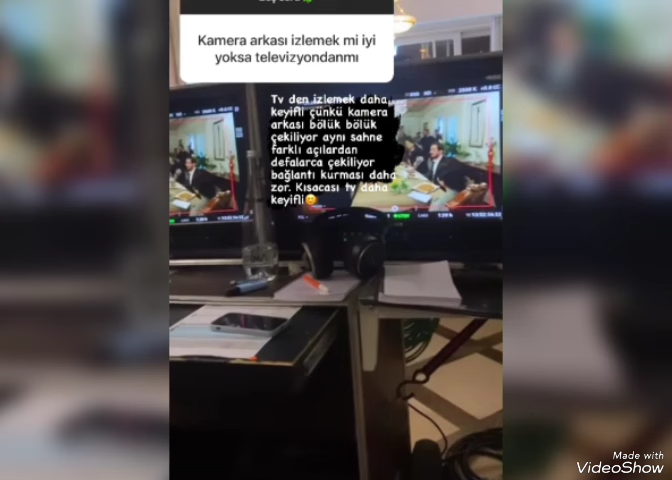 Kamera arkası izlemek mi iyi
yoksa televizyondanmı
Tv den izlemek daha
keyifli çünkü kamera
arkası bölük bölük
çekiliyor aynı sahne
farklı açılardan
defalarca çekiliyor
bağlantı kurması daha
zor. Kısacası tv daha
keyifli😊
Made with
VideoShow